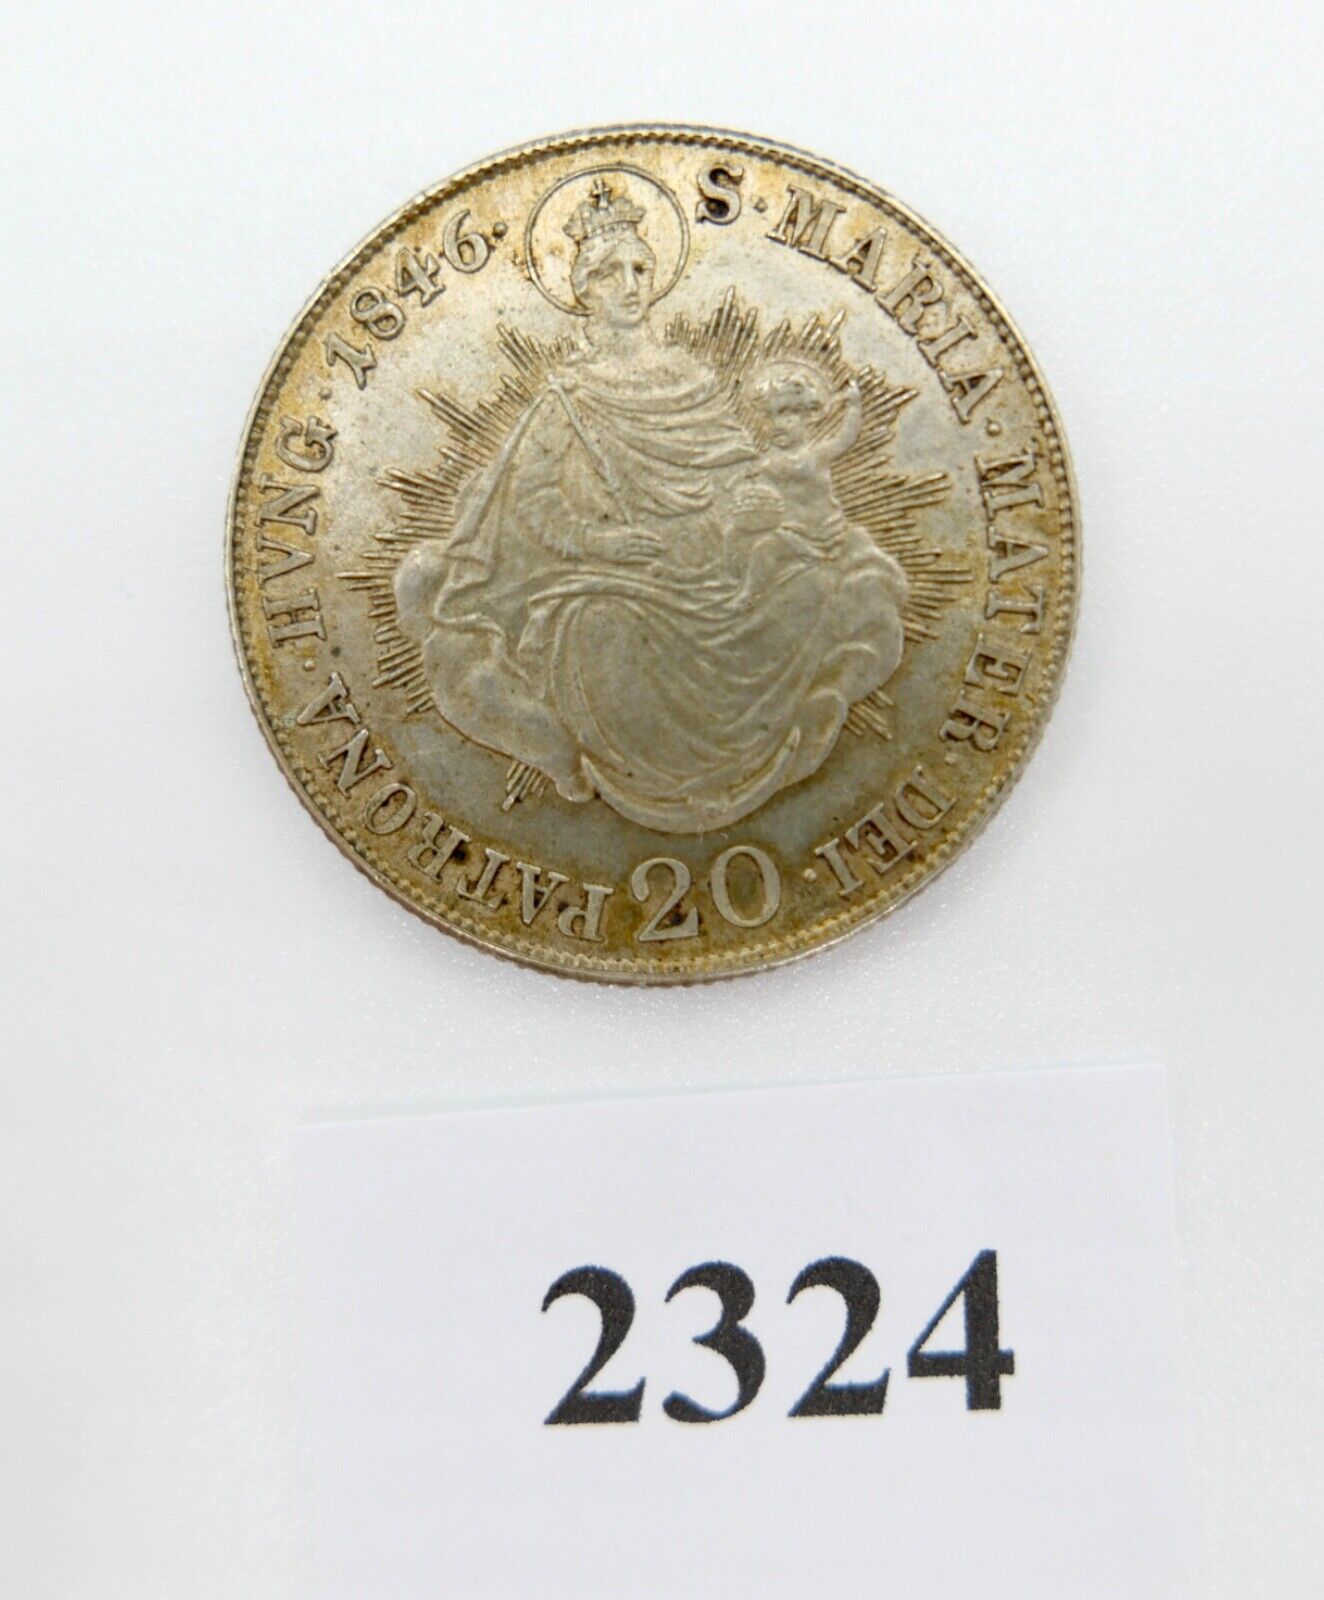 S · MARIA · MATER · DEI · PATRONA · HVNG · 1846 ·
20
2324